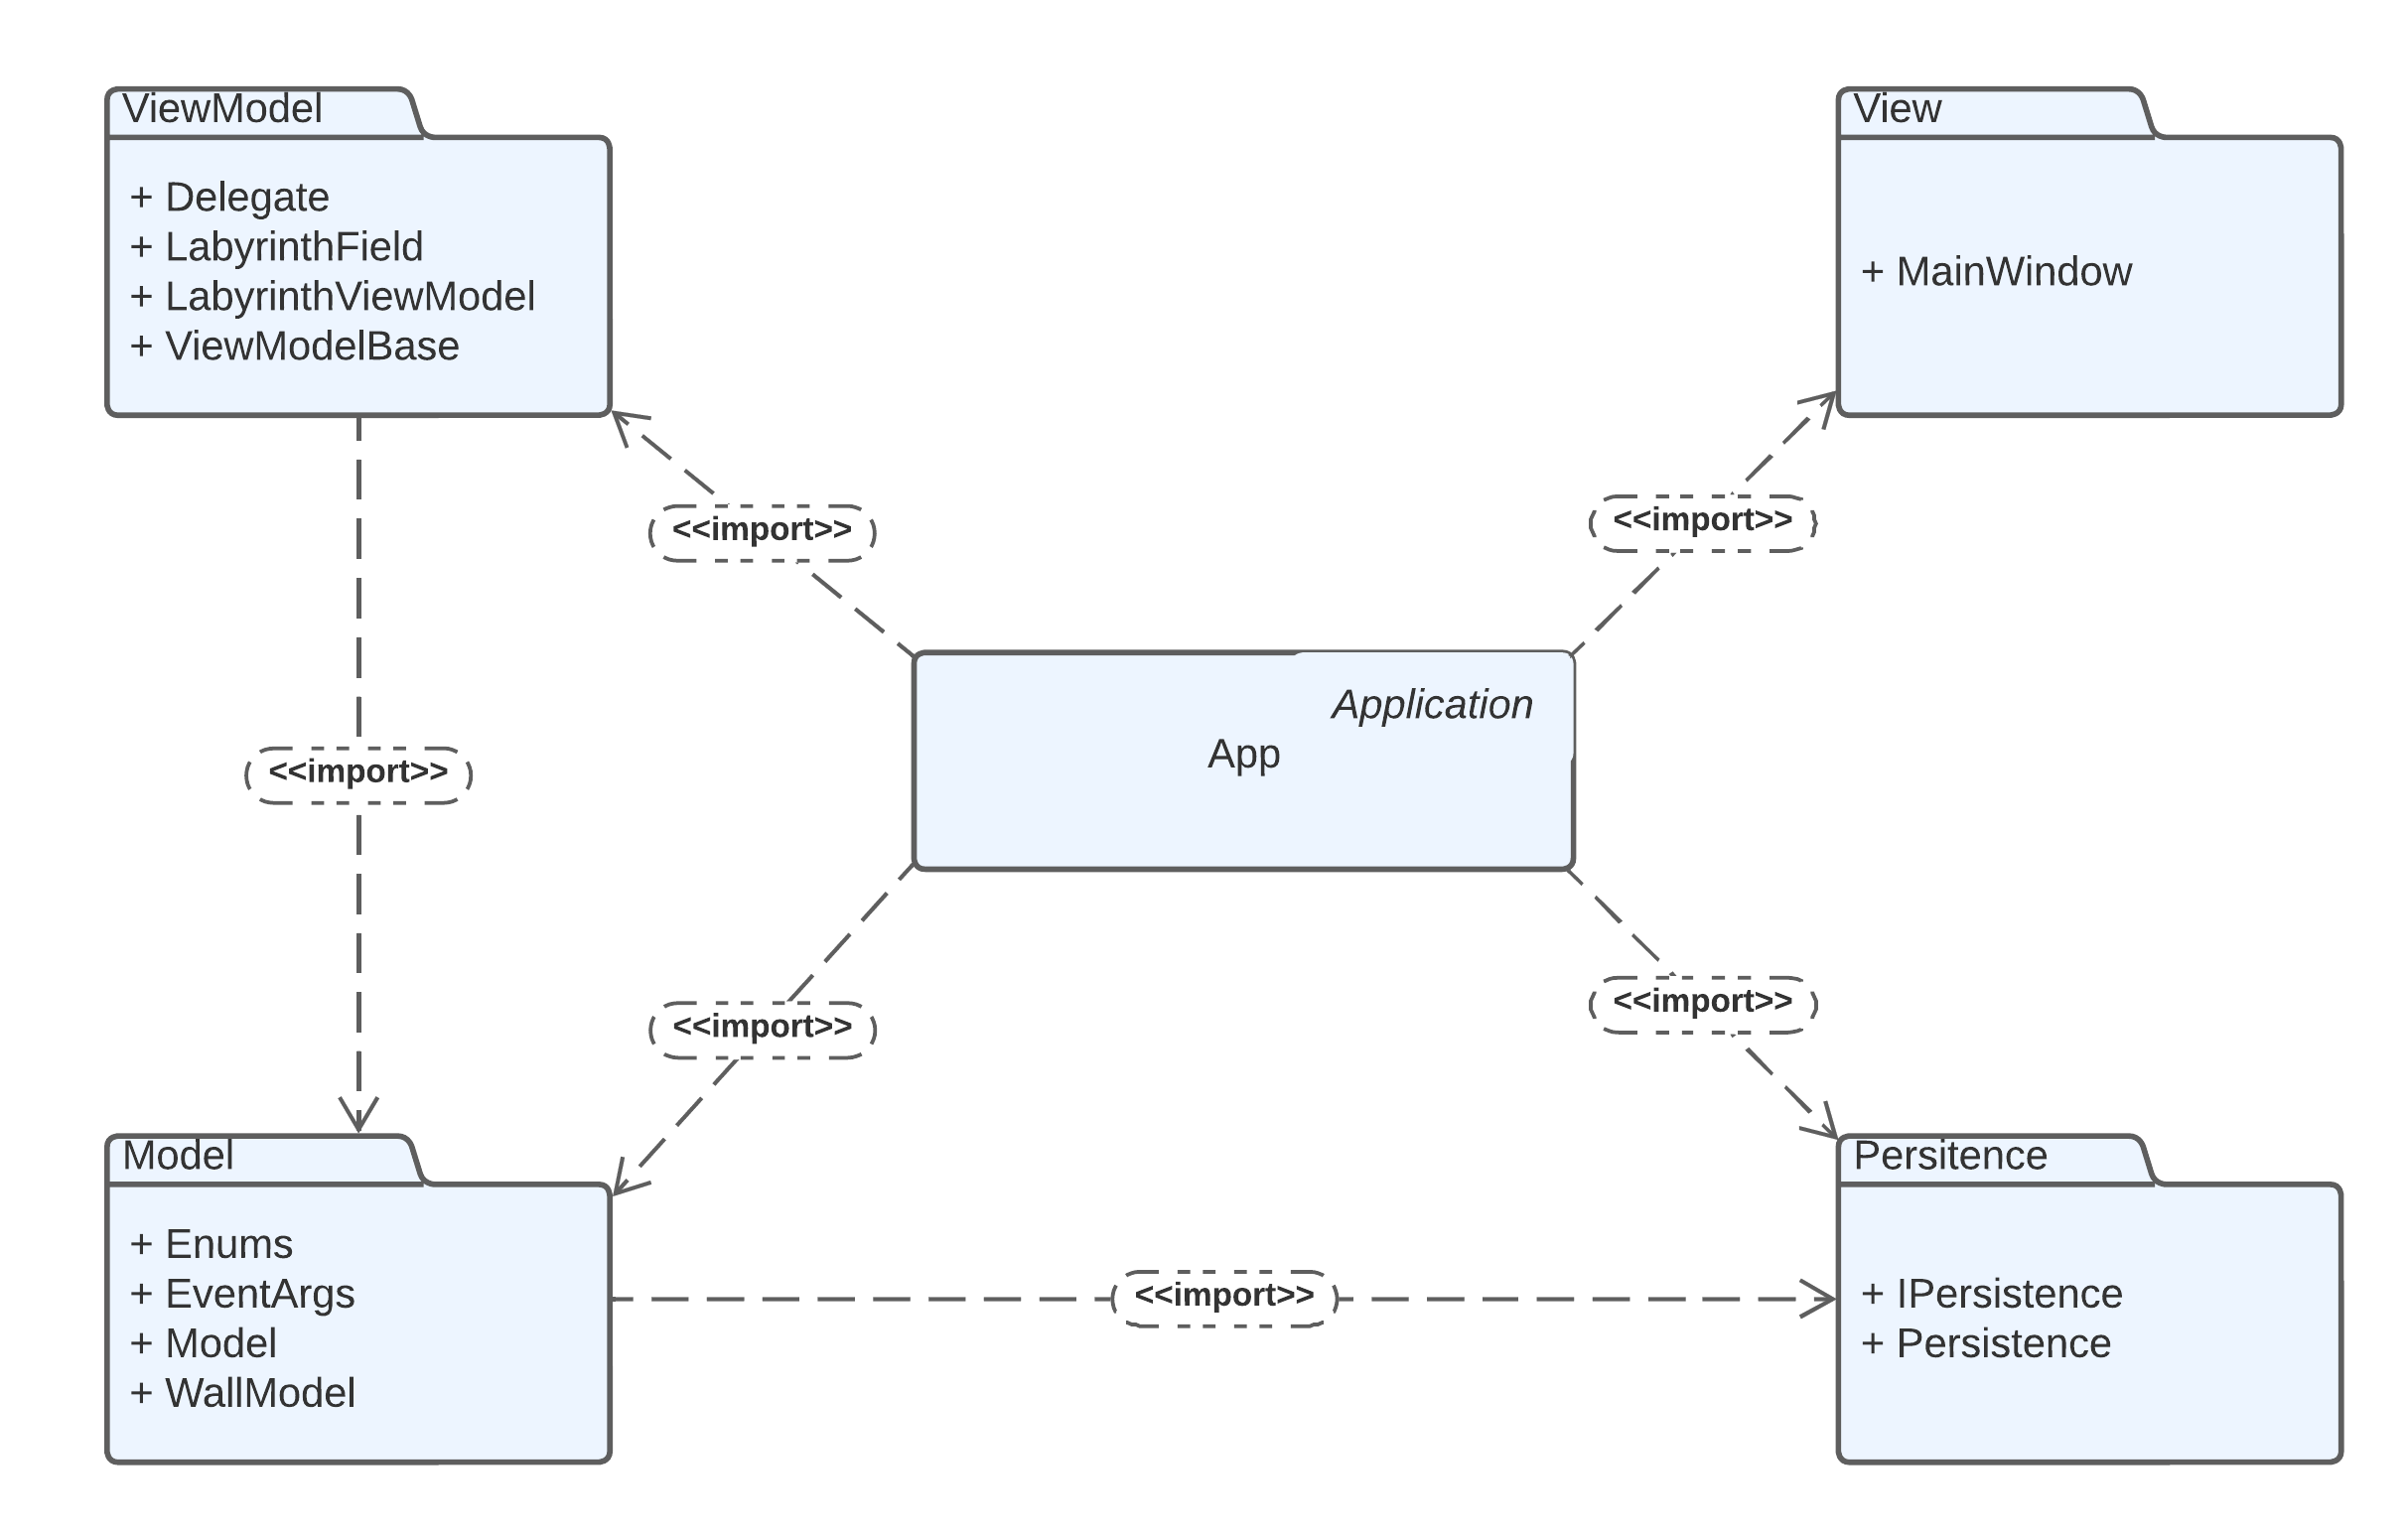 ViewModel
+ Delegate
+ LabyrinthField
+ LabyrinthViewModel
+ ViewModelBase
View
+ MainWindow
<<import>>
<<import>>
Application
App
<<import>>
<<import>>
<<import>>
Model
+ Enums
+ EventArgs
+ Model
+ WallModel
<<import>>
Persitence
+ IPersistence
+ Persistence